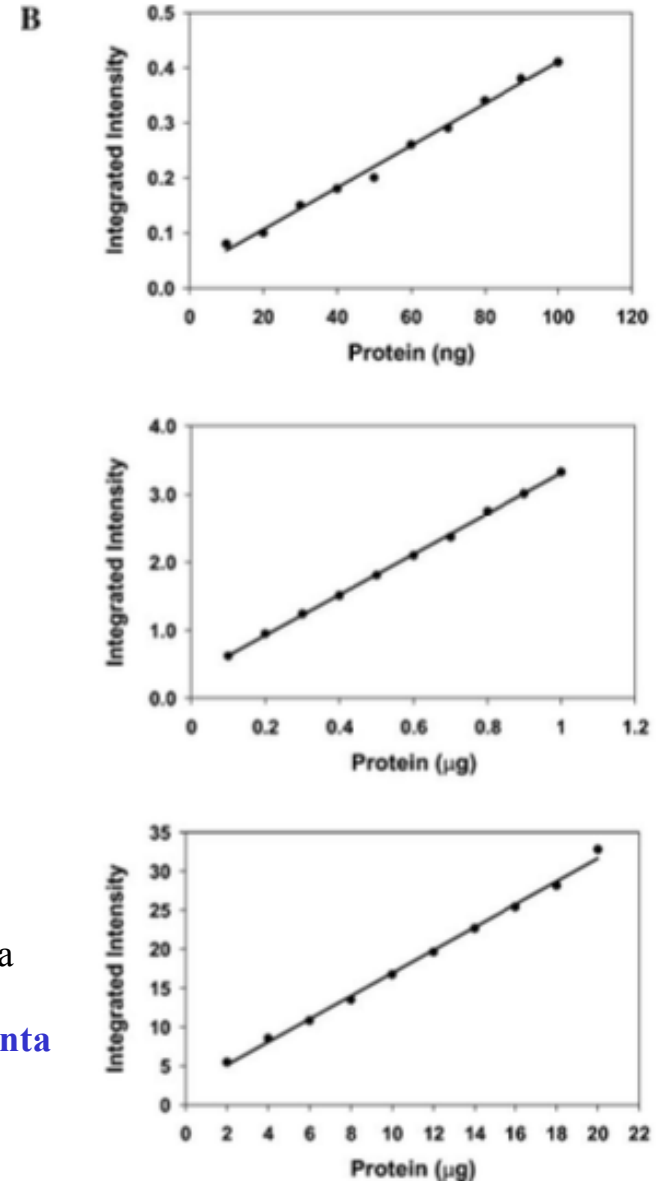 B
0.5
0.4
0.3
0.2
0.1
0.0
Integrated Intensity
0 20 40 60 80 100 120
Protein (ng)
4.0
3.0
2.0
1.0
0.0
Integrated Intensity
0 0.2 0.4 0.6 0.8 1 1.2
Protein (µg)
35
30
25
20
15
10
5
0
Integrated Intensity
0 2 4 6 8 10 12 14 16 18 20 22
Protein (µg)
a
nta